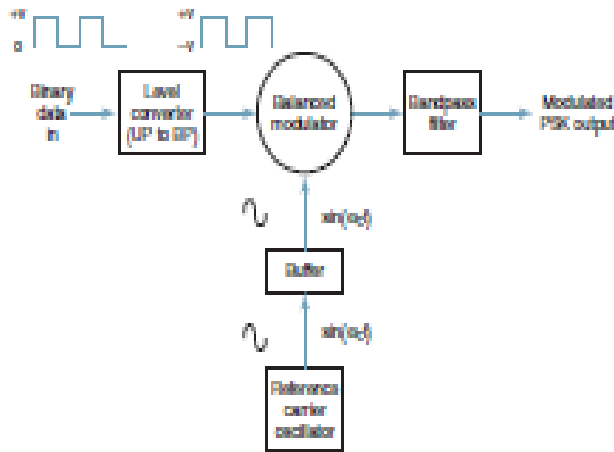 +V
0
+V
–V
Binary
data
in
Level
converter
(UP to BP)
Balanced
modulator
Bandpass
filter
Modulated
PSK output
sin(ωct)
Buffer
sin(ωct)
Reference
carrier
oscillator